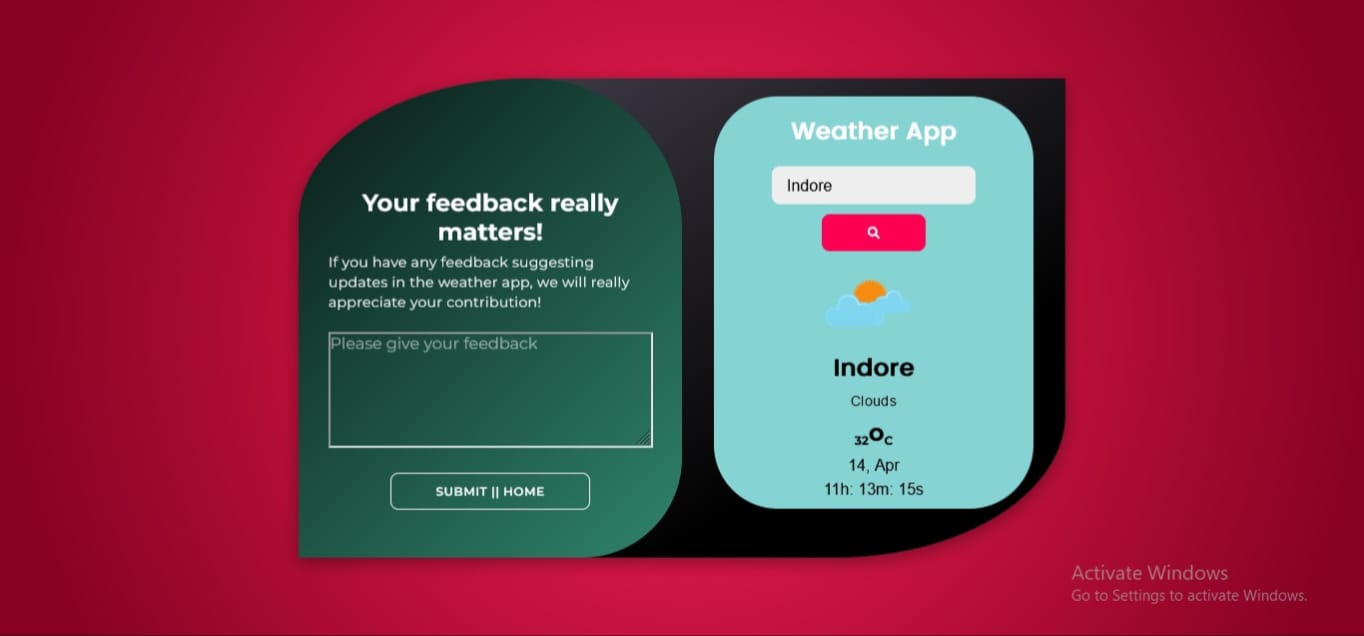 Your feedback really
matters!
If you have any feedback suggesting
updates in the weather app, we will really
appreciate your contribution!
Please give your feedback
SUBMIT || HOME
Weather App
Indore
Indore
Clouds
32OC
14, Apr
11h: 13m: 15s
Activate Windows
Go to Settings to activate Windows.